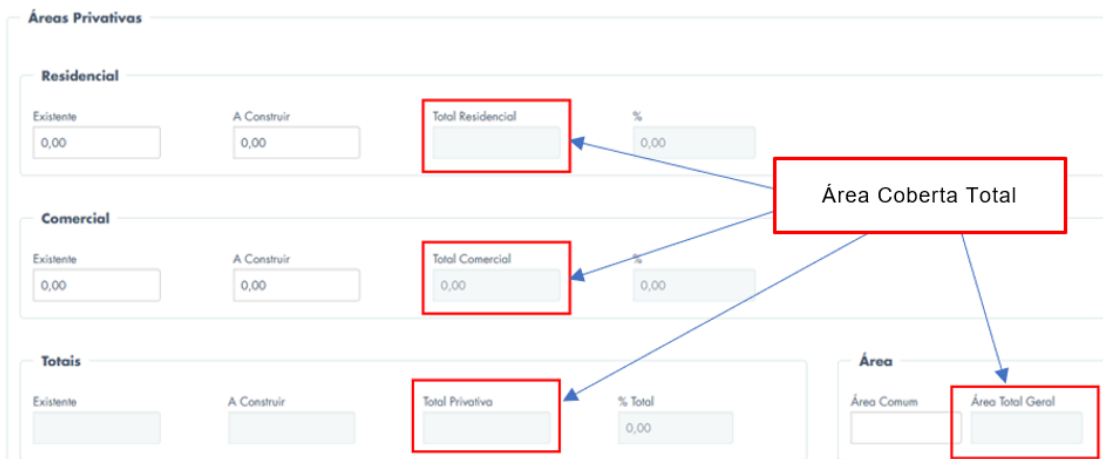 Áreas Privativas
Residencial
Existente A Construir Total Residencial %
0,00 0,00 0,00
Área Coberta Total
Comercial
Existente A Construir Total Comercial %
0,00 0,00 0,00 0,00
Totais Área
Existente A Construir Total Privativa % Total Área Comum Área Total Geral
0,00